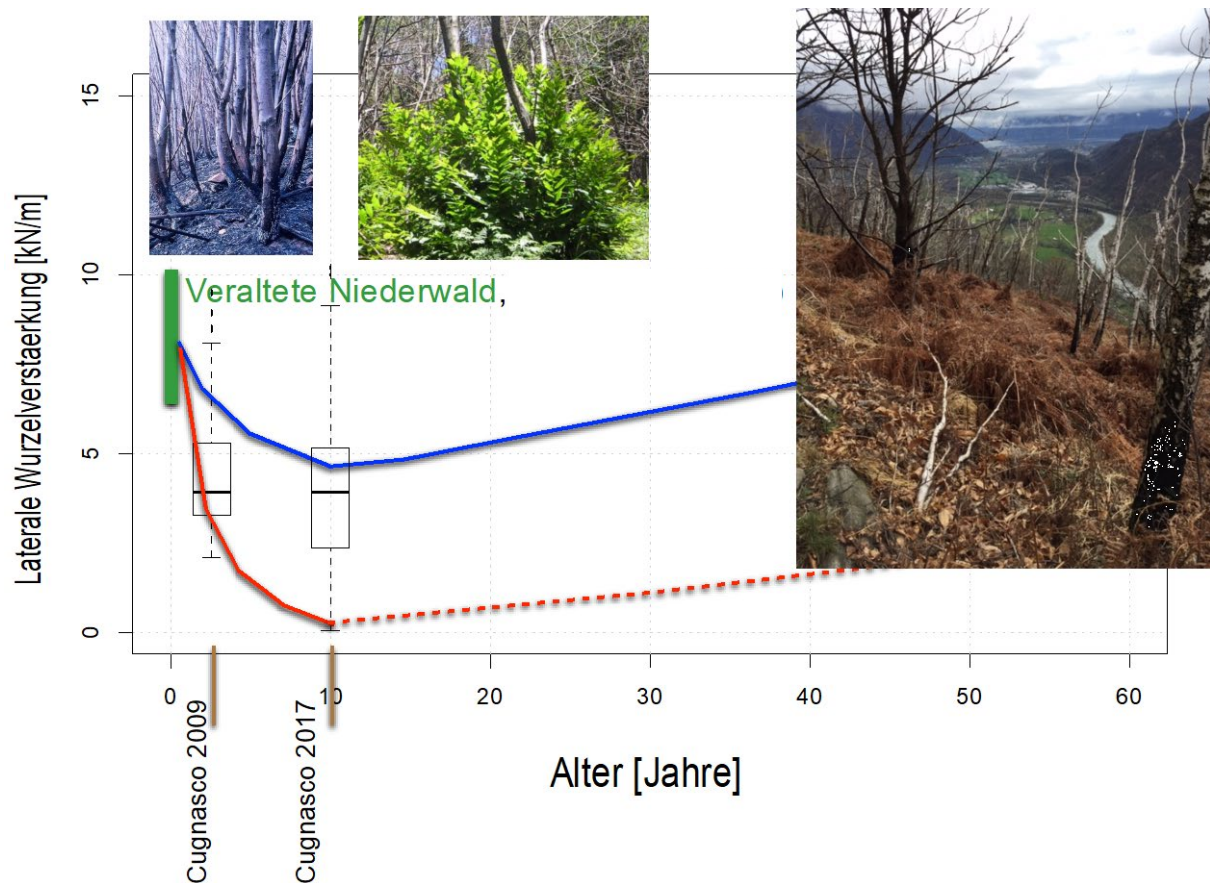 15
10
5
0
Laterale Wurzelverstaerkung [kN/m]
Veraltete Niederwald,
0
10
20
30
40
50
60
Cugnasco 2009
Cugnasco 2017
Alter [Jahre]